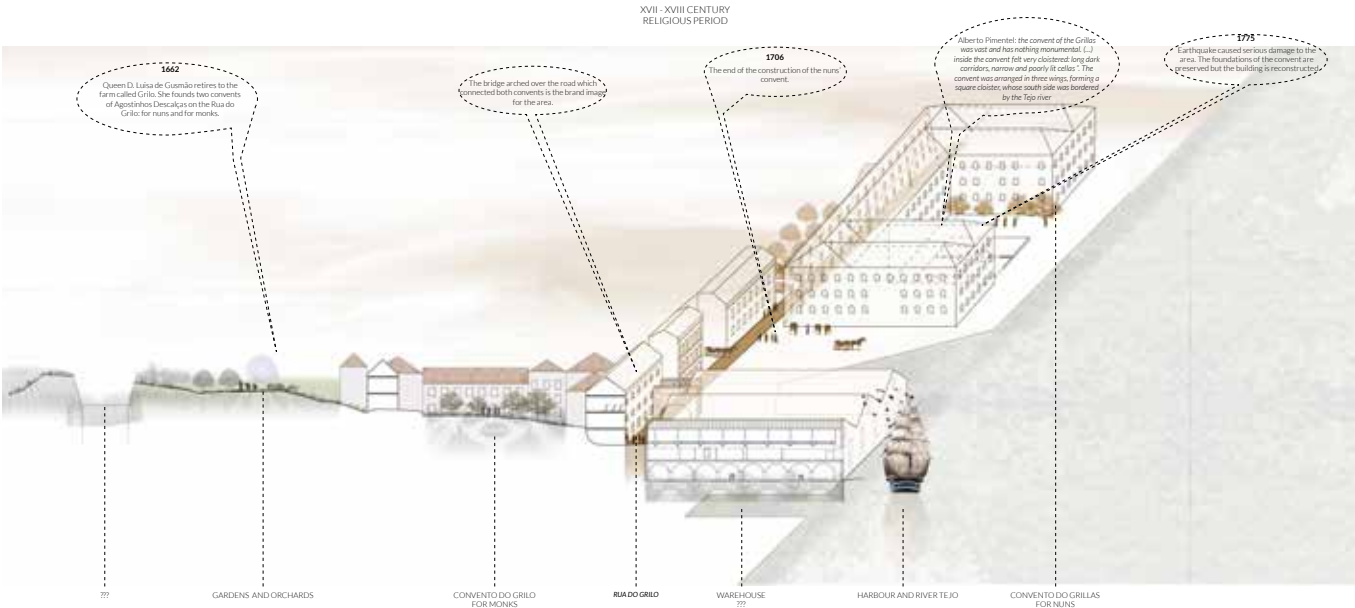 XVII - XVIII CENTURY
RELIGIOUS PERIOD
1662
Queen D. Luisa de Gusmão retires to the
farm called Grilo. She founds two convents
of Agostinhos Descalças on the Rua do
Grilo: for nuns and for monks.
The bridge arched over the road which
connected both convents is the brand image
for the area.
1706
The end of the construction of the nuns'
convent.
Alberto Pimentel: the convent of the Grillas
was vast and has nothing monumental. (...)
inside the convent felt very cloistered: long dark
corridors, narrow and poorly lit cellas". The
convent was arranged in three wings, forming a
square cloister, whose south side was bordered
by the Tejo river
1775
Earthquake caused serious damage to the
area. The foundations of the convent are
preserved but the building is reconstructed.
???
GARDENS AND ORCHARDS
CONVENTO DO GRILO
FOR MONKS
RUA DO GRILO
WAREHOUSE
???
HARBOUR AND RIVER TEJO
CONVENTO DO GRILLAS
FOR NUNS